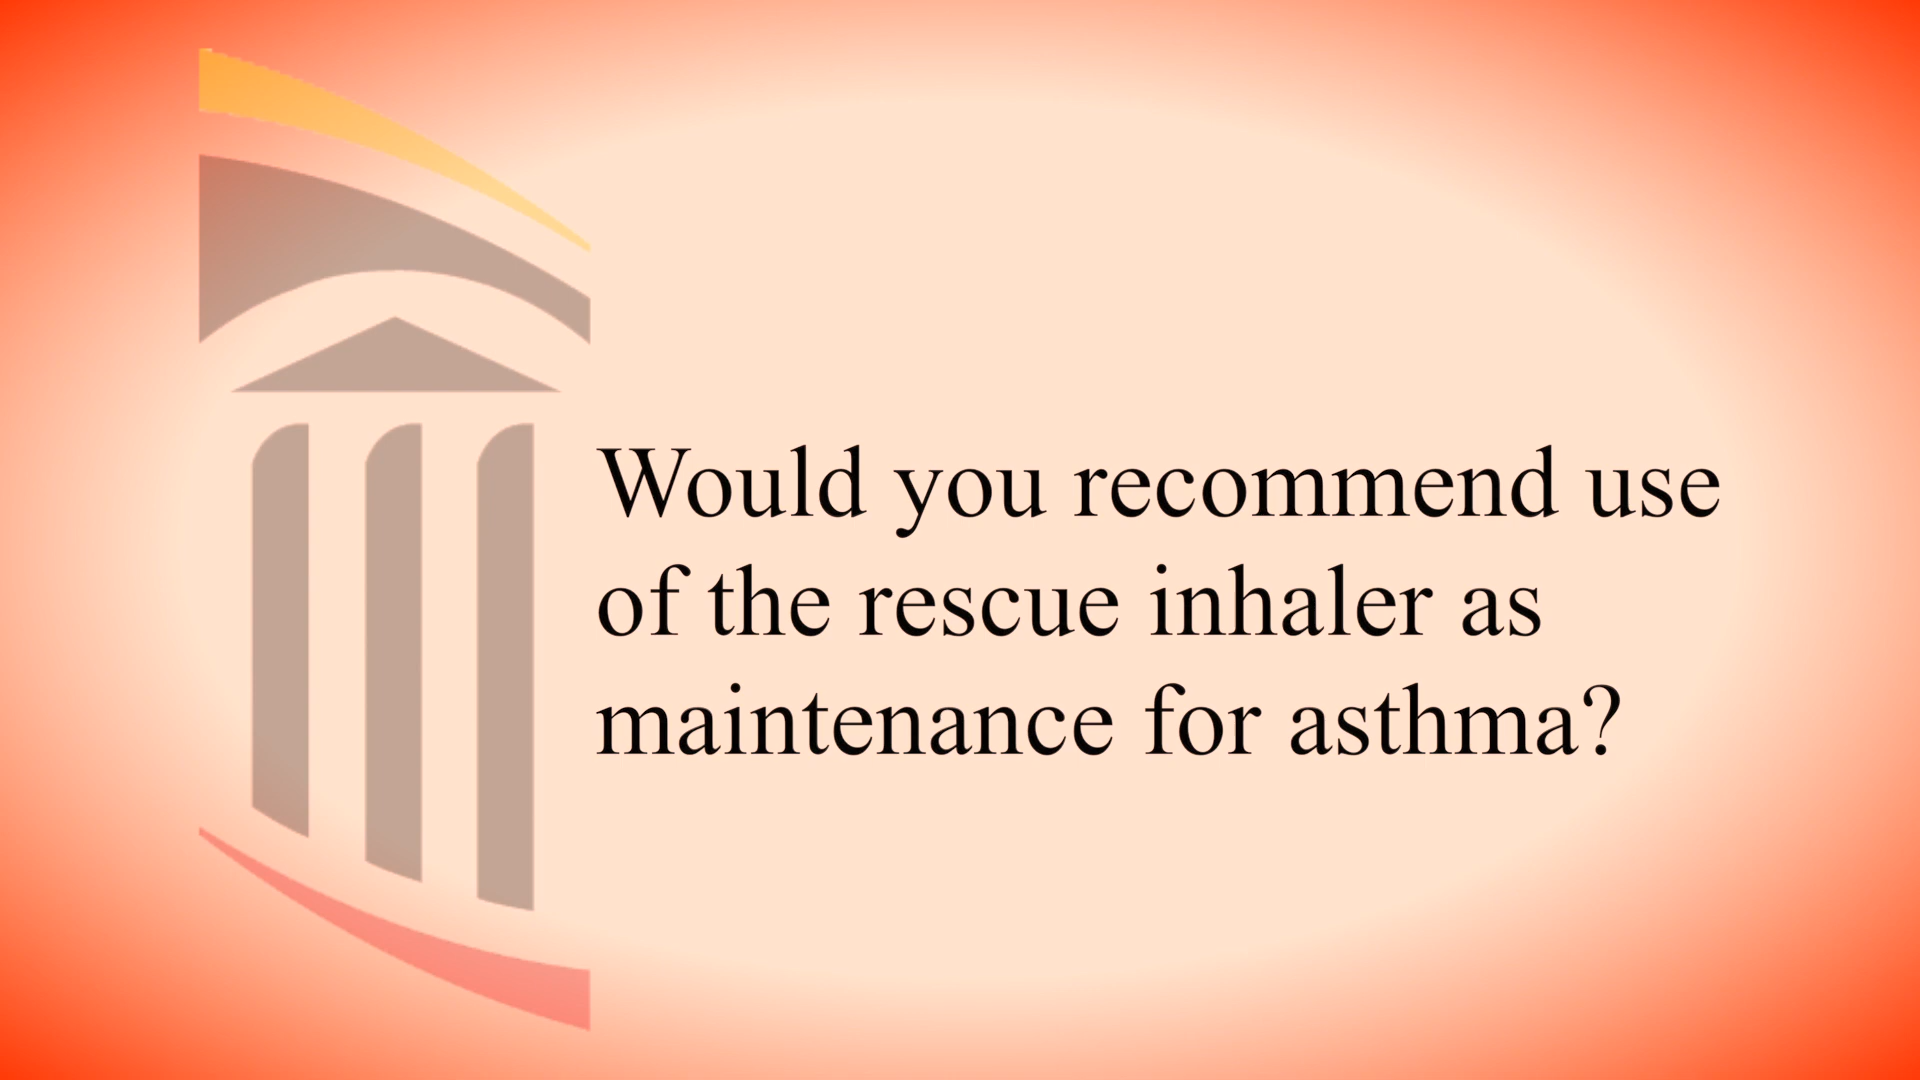 Would you recommend use
of the rescue inhaler as
maintenance for asthma?